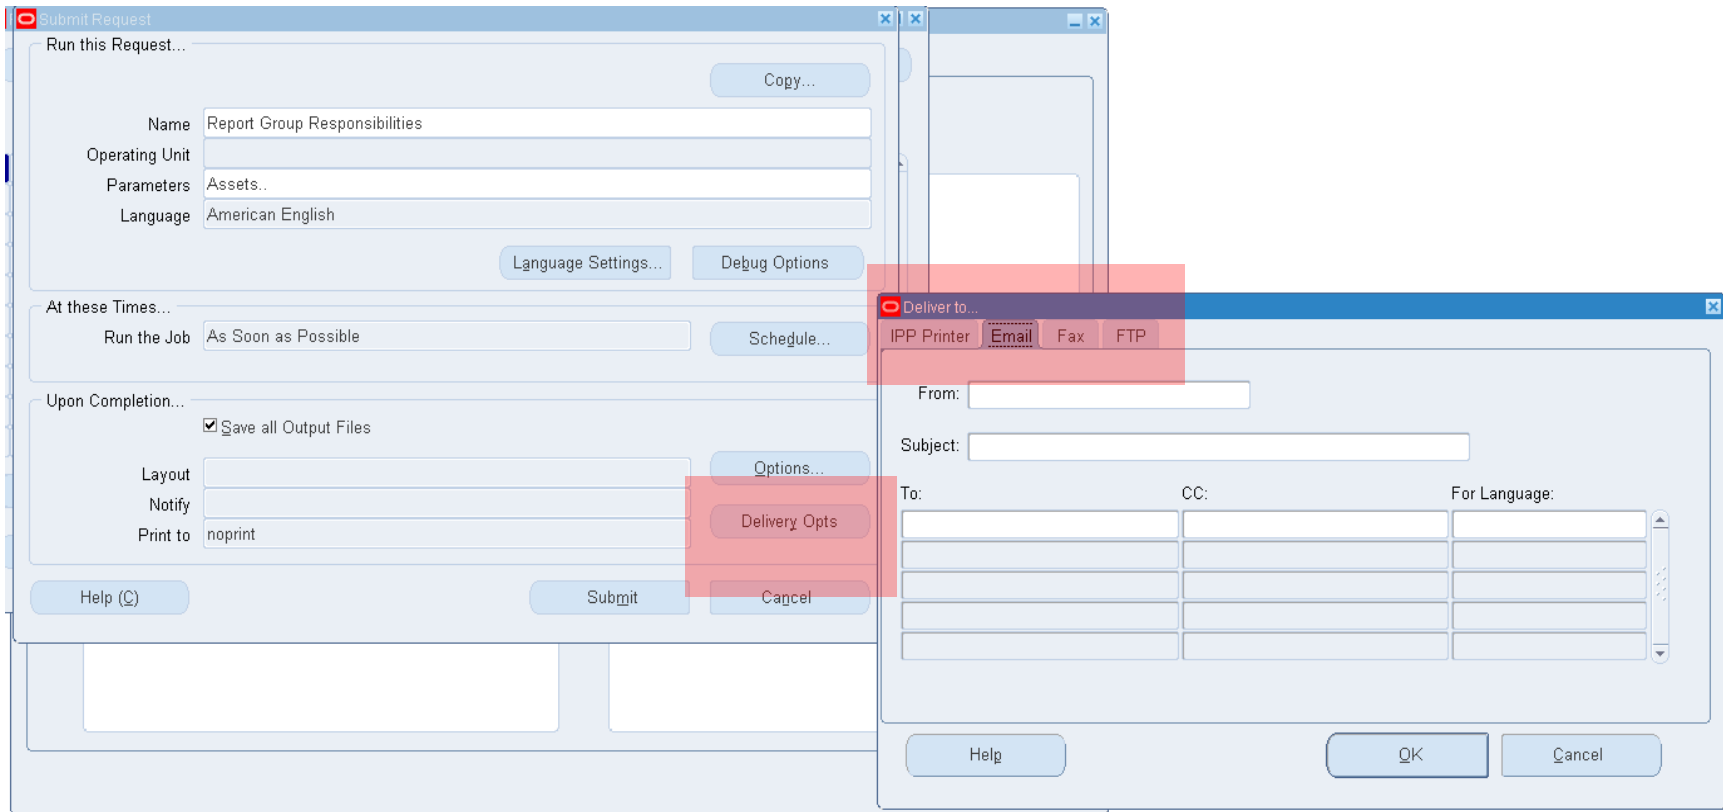 Submit Request
Run this Request...
Copy...
Name Report Group Responsibilities
Operating Unit
Parameters Assets..
Language American English
Language Settings... Debug Options
At these Times...
Run the Job As Soon as Possible Schedule...
Upon Completion...
Save all Output Files
Layout Options...
Notify
Delivery Opts
Print to noprint
Help (C) Submit Cancel
Deliver to...
IPP Printer Email Fax FTP
From:
Subject:
To: CC: For Language:
Help OK Cancel